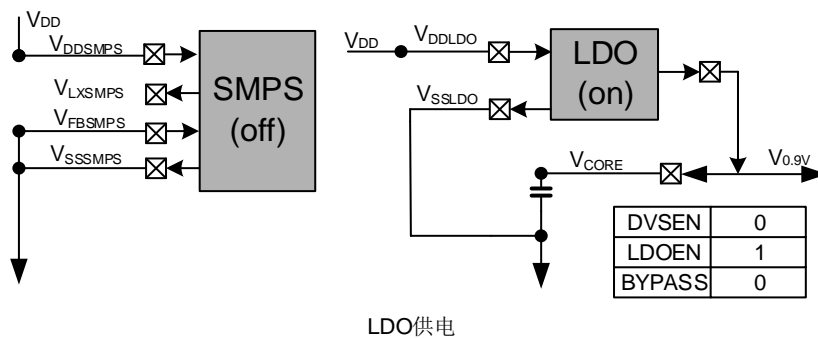 VDD
VDDSMPS
VLXSMPS
VFBSMPS
VSSSMPS
SMPS
(off)
VDD
VDDLDO
VSSLDO
LDO
(on)
VCORE
V0.9V
DVSEN 0
LDOEN 1
BYPASS 0
LDO供电